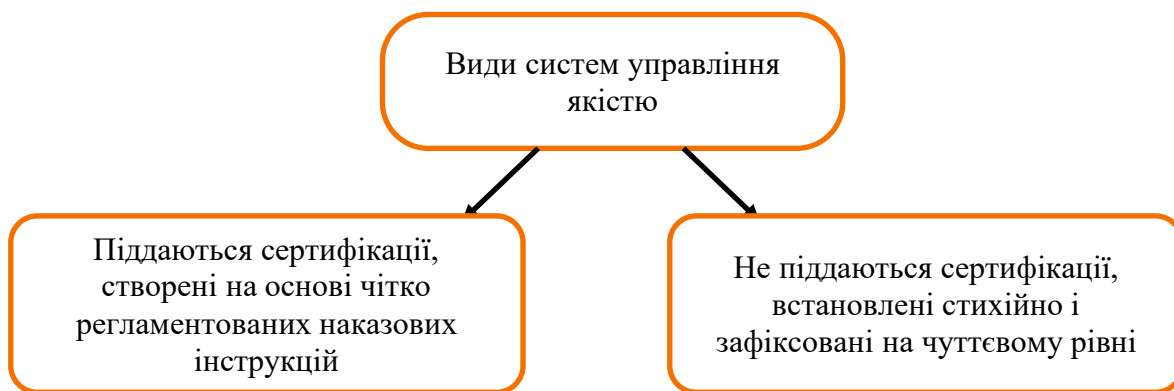 Види систем управління
якістю
Піддаються сертифікації,
створені на основі чітко
регламентованих наказових
інструкцій
Не піддаються сертифікації,
встановлені стихійно і
зафіксовані на чуттєвому рівні